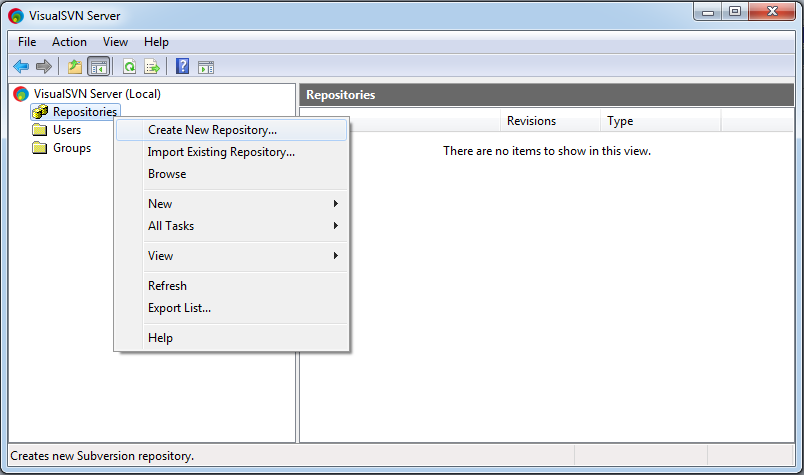 VisualSVN Server
File Action View Help
VisualSVN Server (Local)
Repositories
Users
Groups
Repositories
Revisions Type
There are no items to show in this view.
Create New Repository...
Import Existing Repository...
Browse
New
All Tasks
View
Refresh
Export List...
Help
Creates new Subversion repository.